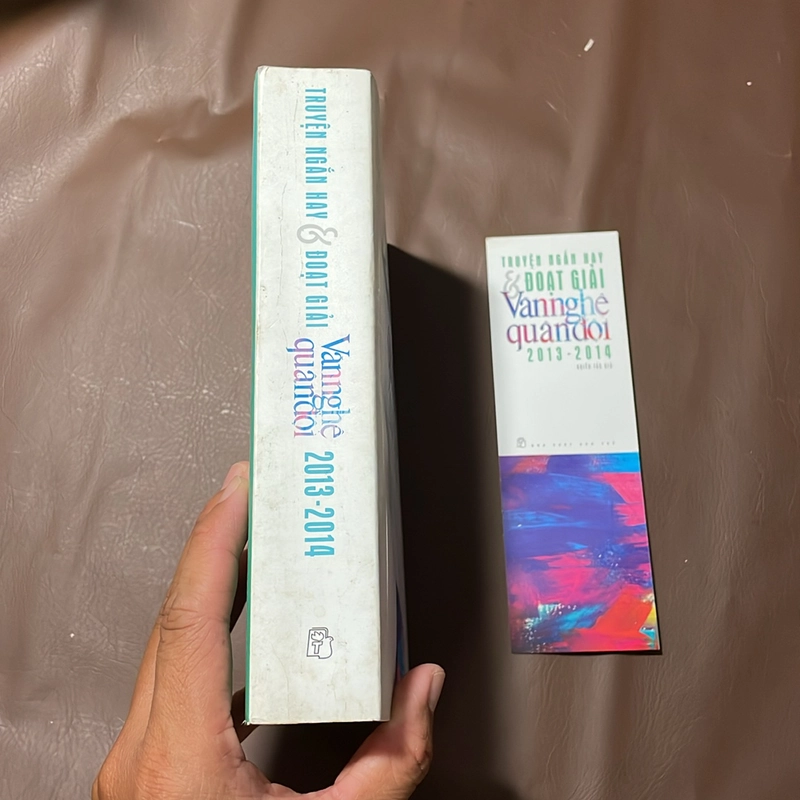 TRUYỆN NGẮN HAY & ĐOẠT GIẢI
Văn nghệ
quân đội
2013-2014
TRUYỆN NGẮN HAY
& ĐOẠT GIẢI
Văn nghệ
quân đội
2013-2014